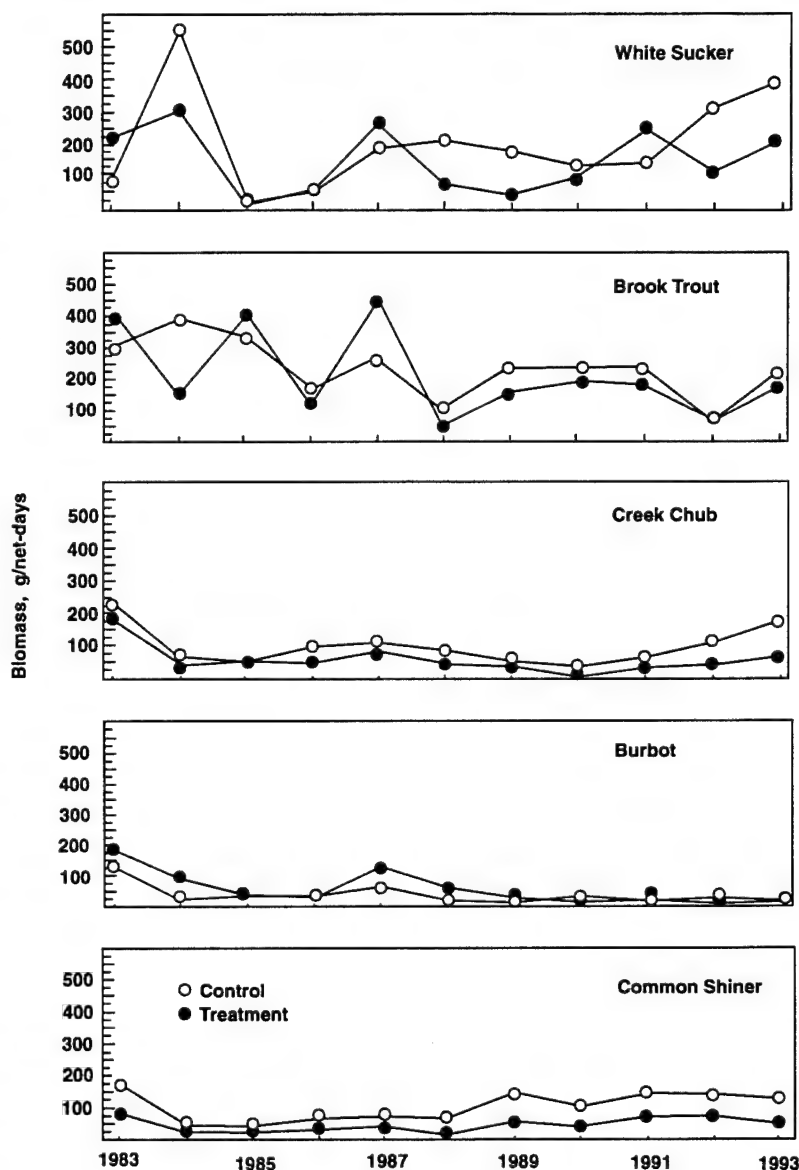 White Sucker
500
400
300
200
100
Brook Trout
500
400
300
200
100
Biomass, g/net-days
Creek Chub
500
400
300
200
100
Burbot
500
400
300
200
100
Common Shiner
Control
Treatment
500
400
300
200
100
1983 1985 1987 1989 1991 1993